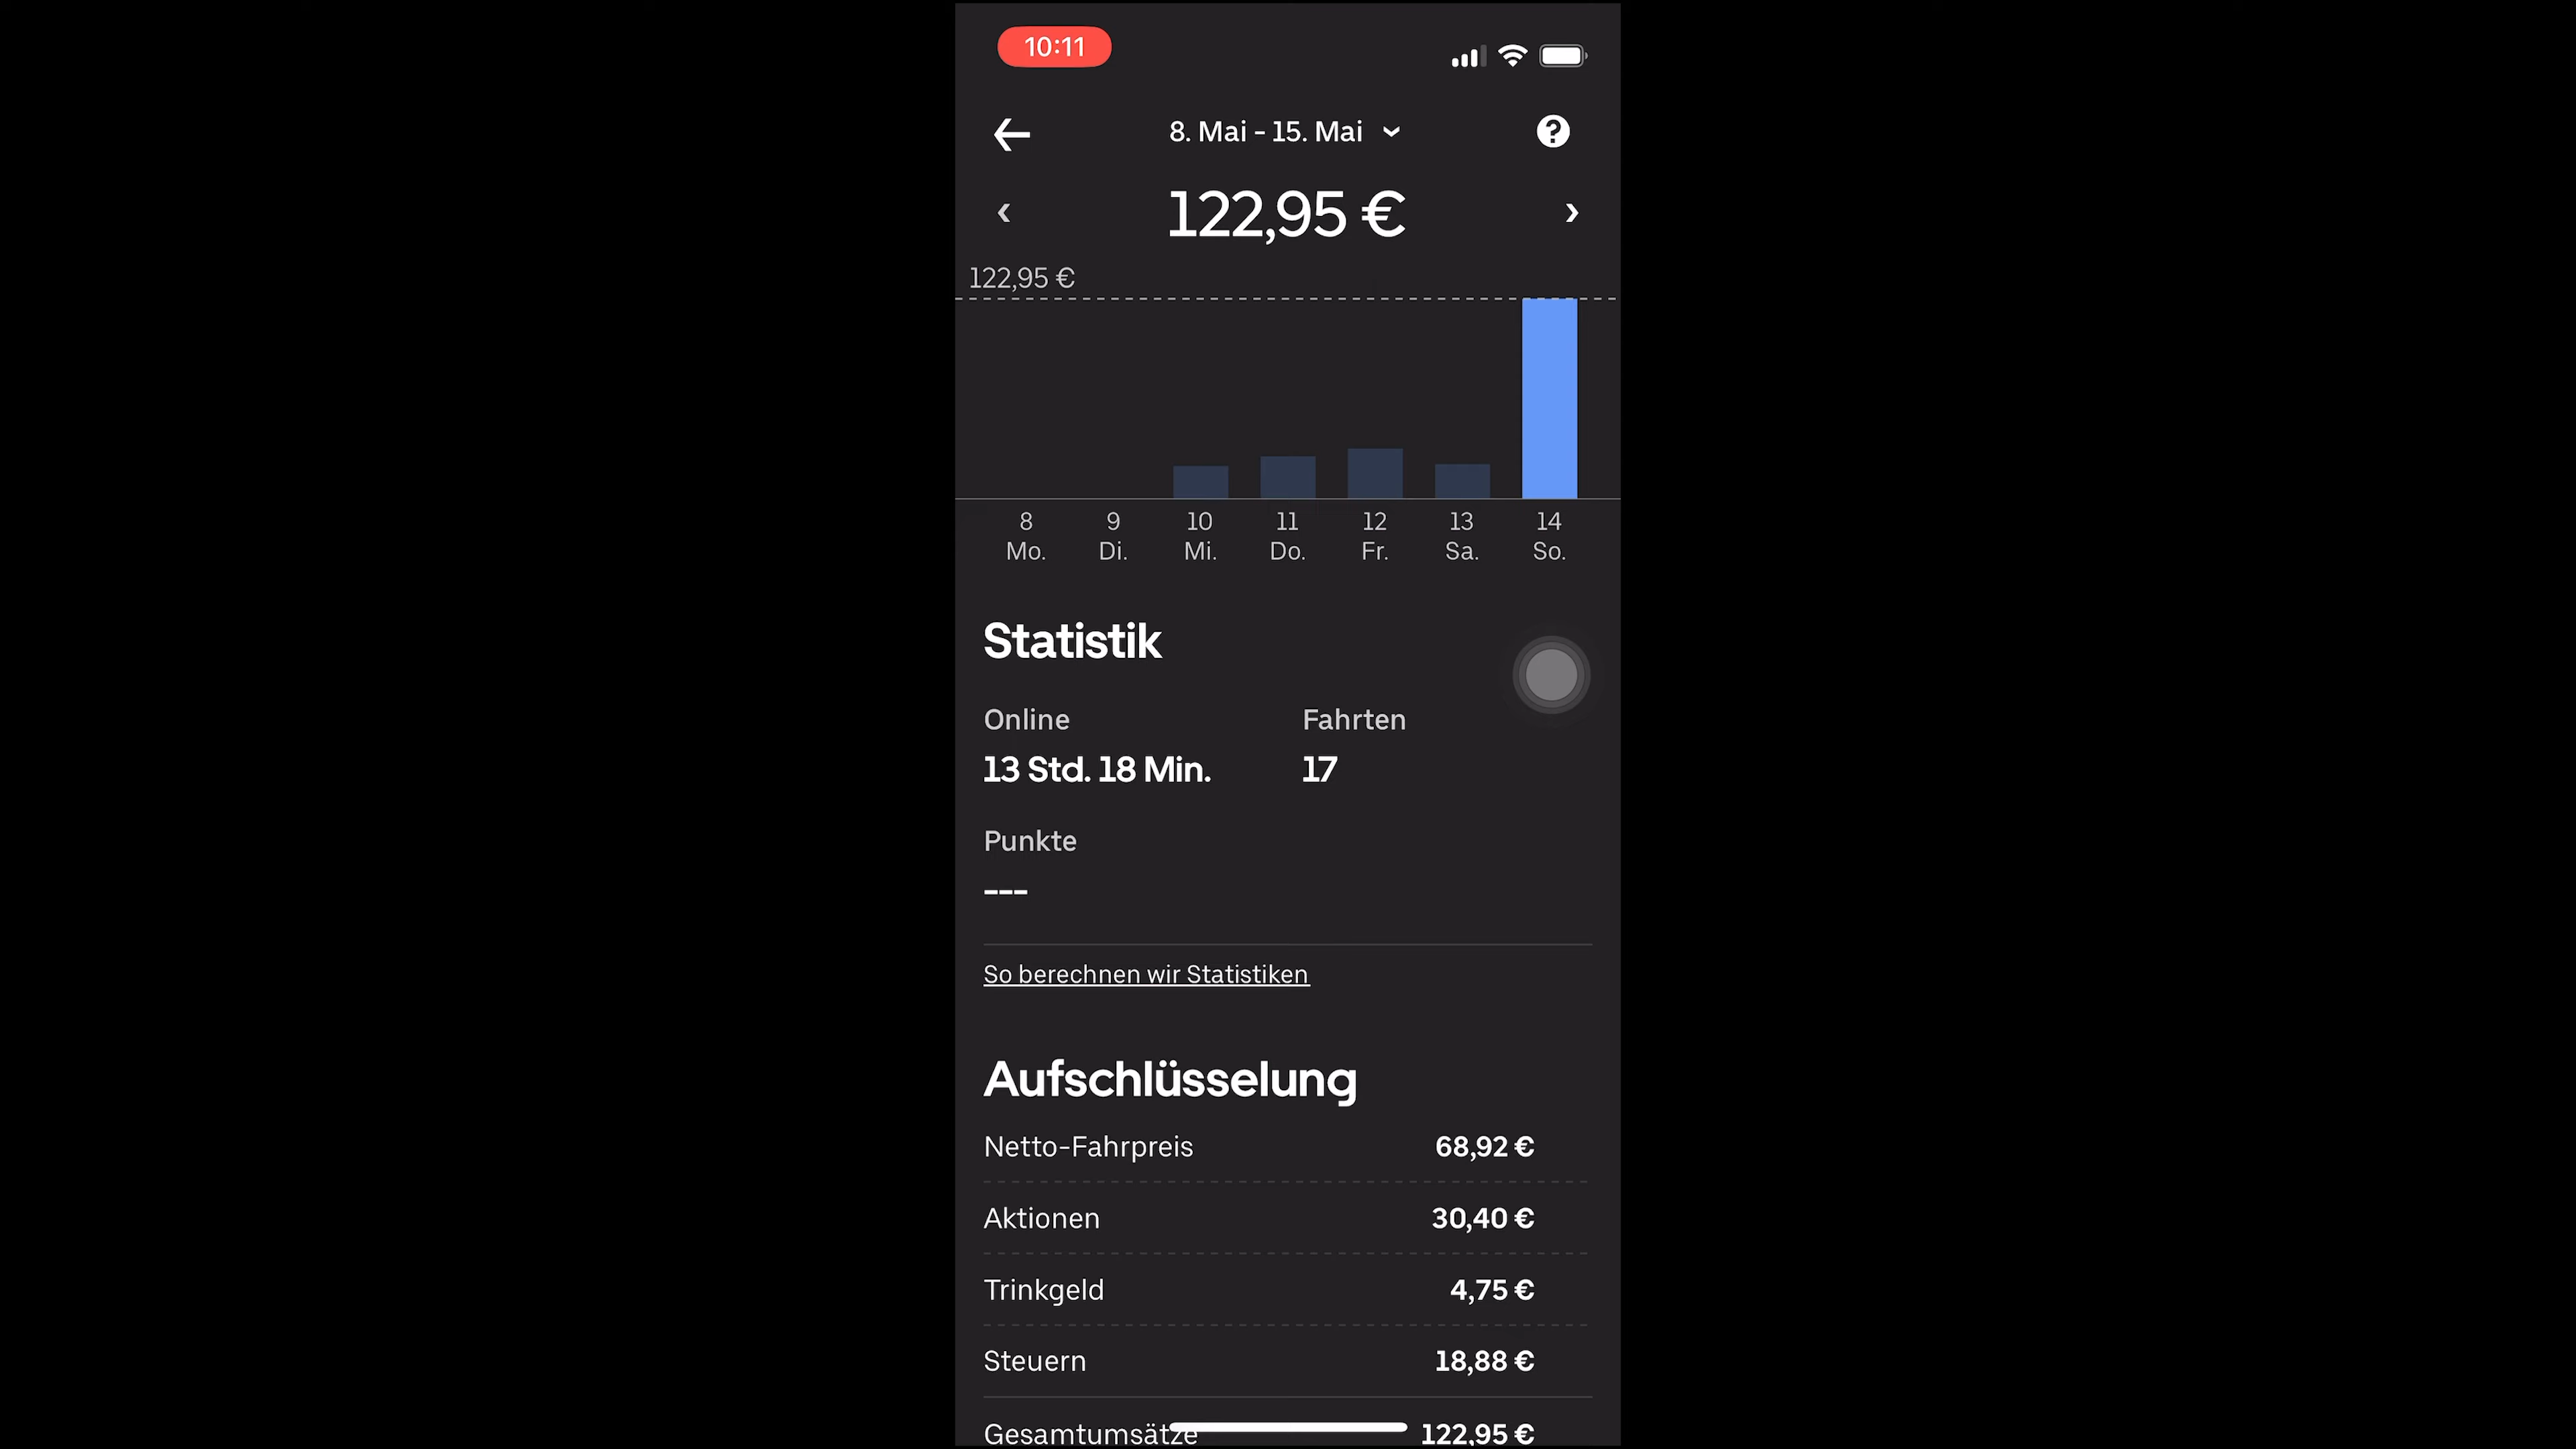 10:11
8. Mai - 15. Mai
122,95 €
122,95 €
8 9 10 11 12 13 14
Mo. Di. Mi. Do. Fr. Sa. So.
Statistik
Online Fahrten
13 Std. 18 Min. 17
Punkte
---
So berechnen wir Statistiken
Aufschlüsselung
Netto-Fahrpreis 68,92 €
Aktionen 30,40 €
Trinkgeld 4,75 €
Steuern 18,88 €
Gesamtumsätze 122,95 €